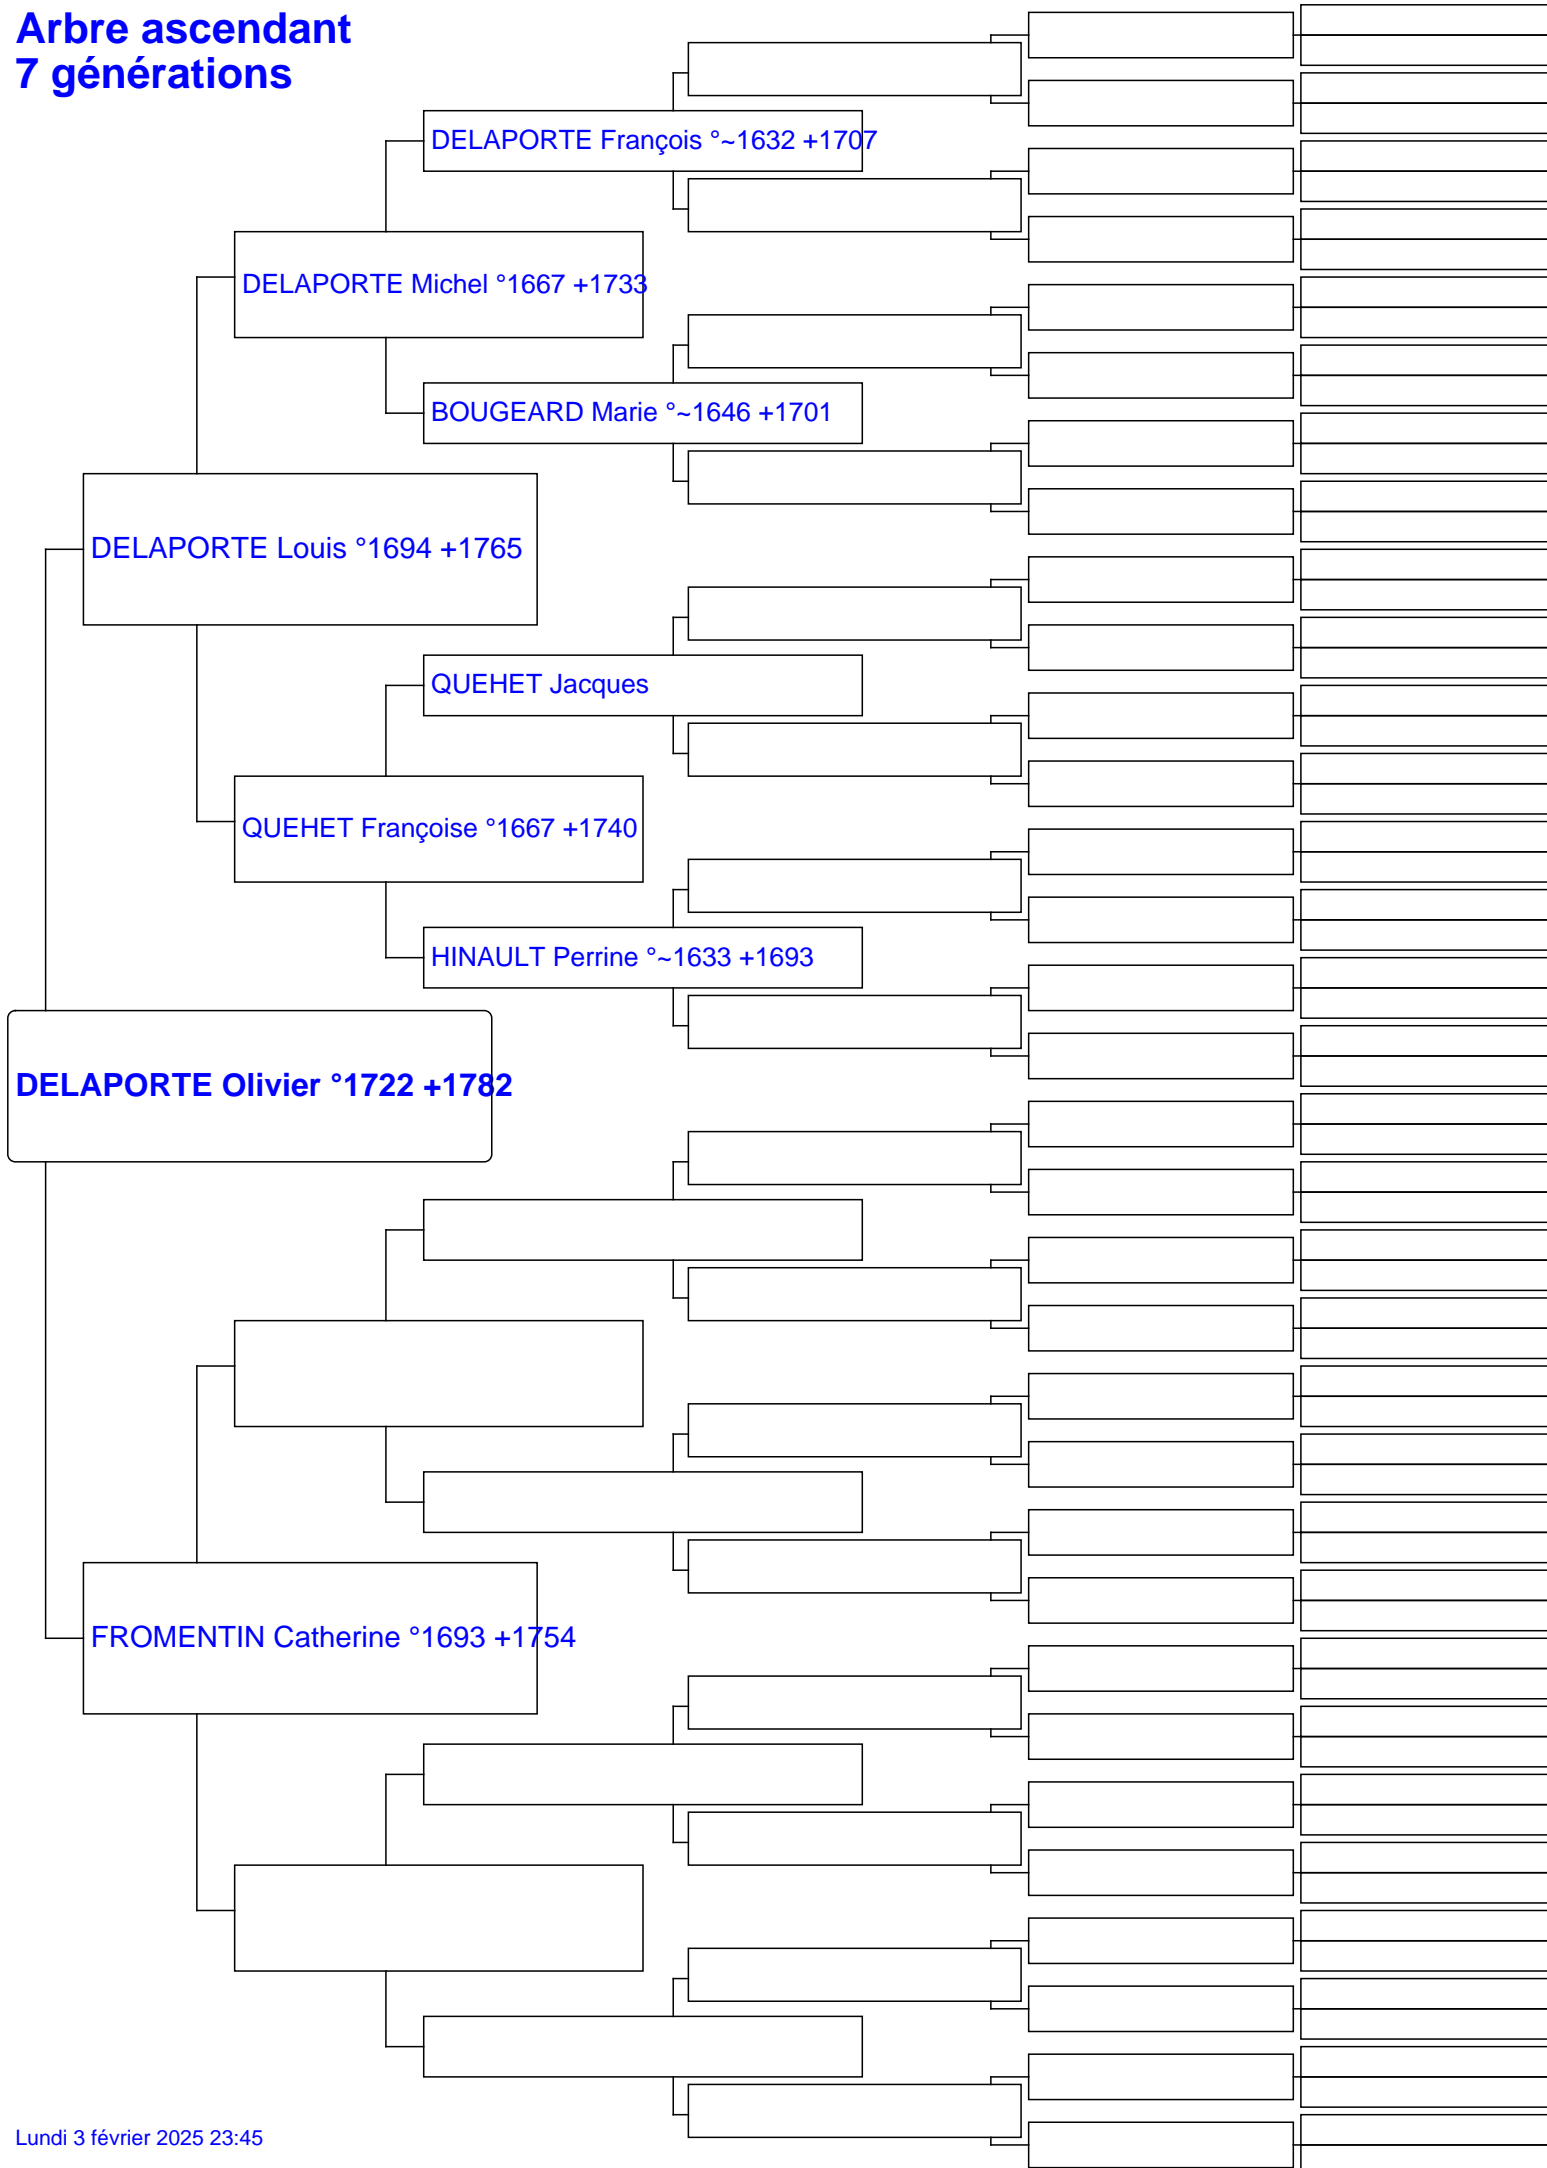 Arbre ascendant
7 générations
DELAPORTE François °~1632 +1707
DELAPORTE Michel °1667 +1733
BOUGEARD Marie °~1646 +1701
DELAPORTE Louis °1694 +1765
QUEHET Jacques
QUEHET Françoise °1667 +1740
HINAULT Perrine °~1633 +1693
DELAPORTE Olivier °1722 +1782
FROMENTIN Catherine °1693 +1754
Lundi 3 février 2025 23:45